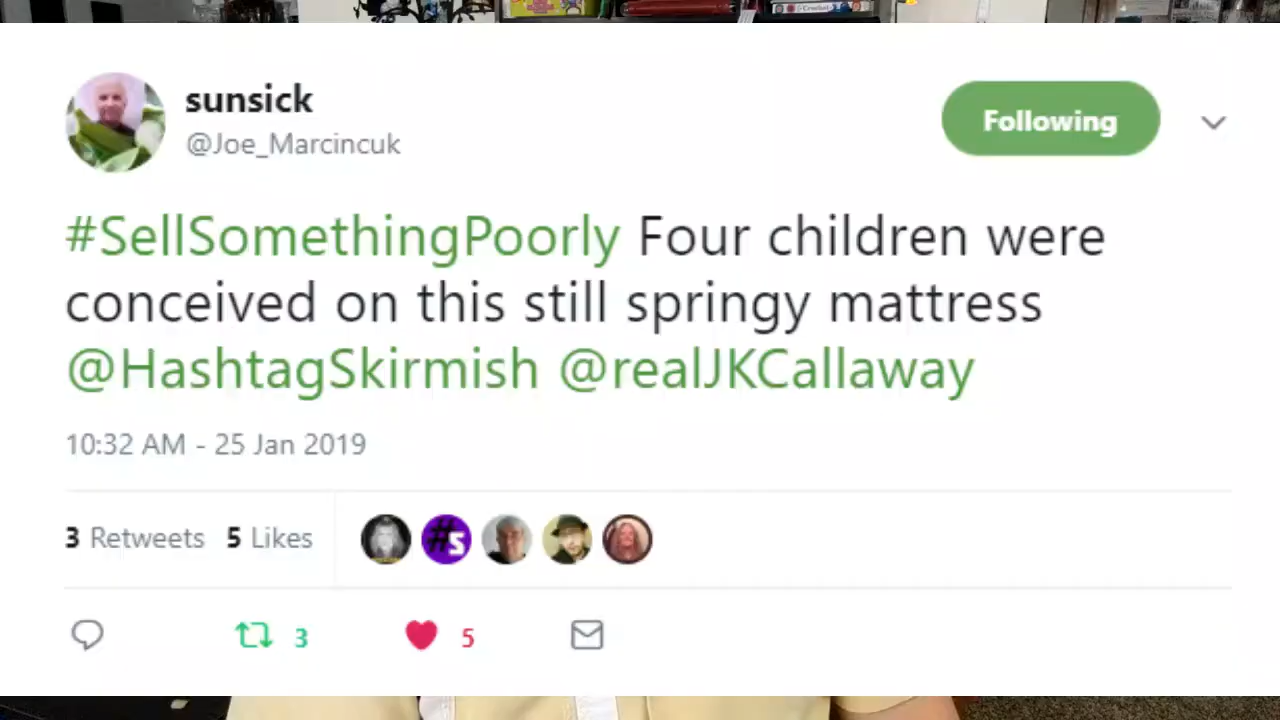 sunsick
@Joe_Marcincuk
Following
#SellSomethingPoorly Four children were
conceived on this still springy mattress
@HashtagSkirmish @realJKCallaway
10:32 AM - 25 Jan 2019
3 Retweets 5 Likes
#S
3 5